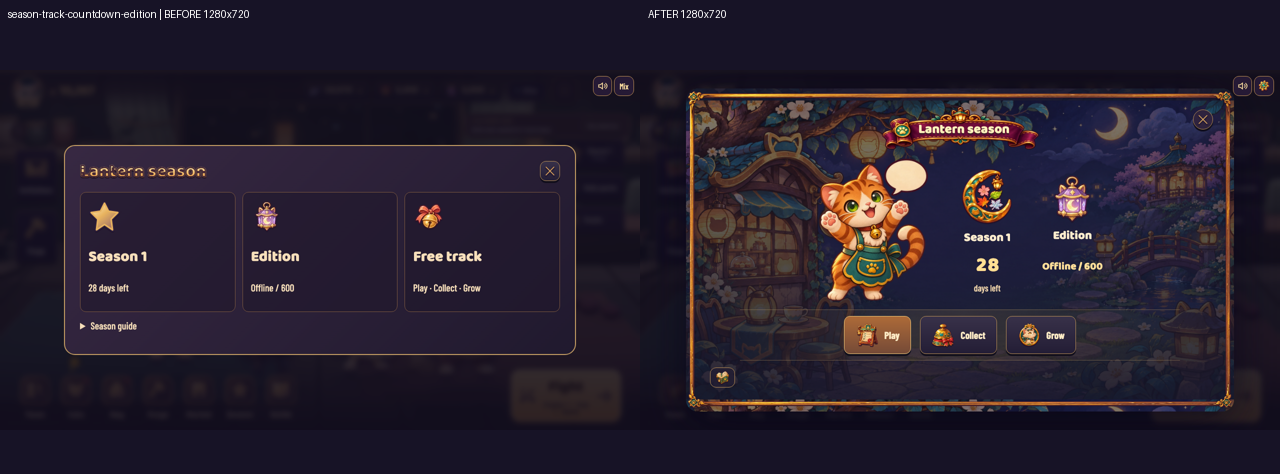 season-track-countdown-edition | BEFORE 1280x720
AFTER 1280x720
Mix
Lantern season
Season 1
28 days left
Edition
Offline / 600
Free track
Play · Collect · Grow
Season guide
Lantern season
Season 1
28
days left
Edition
Offline / 600
Play
Collect
Grow